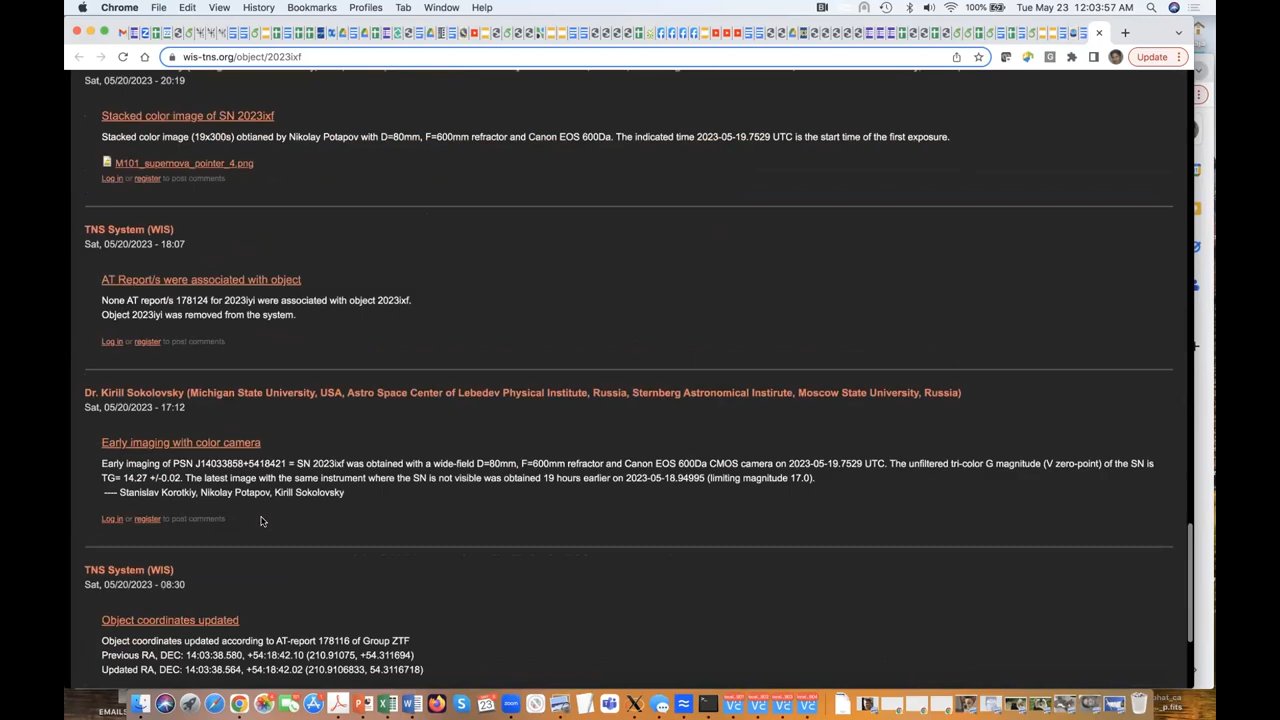 Chrome File Edit View History Bookmarks Profiles Tab Window Help 100% Tue May 23 12:03:57 AM
wis-tns.org/object/2023ixf Update
Sat, 05/20/2023 - 20:19
Stacked color image of SN 2023ixf
Stacked color image (19x300s) obtianed by Nikolay Potapov with D=80mm, F=600mm refractor and Canon EOS 600Da. The indicated time 2023-05-19.7529 UTC is the start time of the first exposure.
M101_supernova_pointer_4.png
Log in or register to post comments
TNS System (WIS)
Sat, 05/20/2023 - 18:07
AT Report/s were associated with object
None AT report/s 178124 for 2023iyi were associated with object 2023ixf.
Object 2023iyi was removed from the system.
Log in or register to post comments
Dr. Kirill Sokolovsky (Michigan State University, USA, Astro Space Center of Lebedev Physical Institute, Russia, Sternberg Astronomical Instirute, Moscow State University, Russia)
Sat, 05/20/2023 - 17:12
Early imaging with color camera
Early imaging of PSN J14033858+5418421 = SN 2023ixf was obtained with a wide-field D=80mm, F=600mm refractor and Canon EOS 600Da CMOS camera on 2023-05-19.7529 UTC. The unfiltered tri-color G magnitude (V zero-point) of the SN is
TG= 14.27 +/-0.02. The latest image with the same instrument where the SN is not visible was obtained 19 hours earlier on 2023-05-18.94995 (limiting magnitude 17.0).
---- Stanislav Korotkiy, Nikolay Potapov, Kirill Sokolovsky
Log in or register to post comments
TNS System (WIS)
Sat, 05/20/2023 - 08:30
Object coordinates updated
Object coordinates updated according to AT-report 178116 of Group ZTF
Previous RA, DEC: 14:03:38.580, +54:18:42.10 (210.91075, +54.311694)
Updated RA, DEC: 14:03:38.564, +54:18:42.02 (210.9106833, 54.3116718)
EMAILS